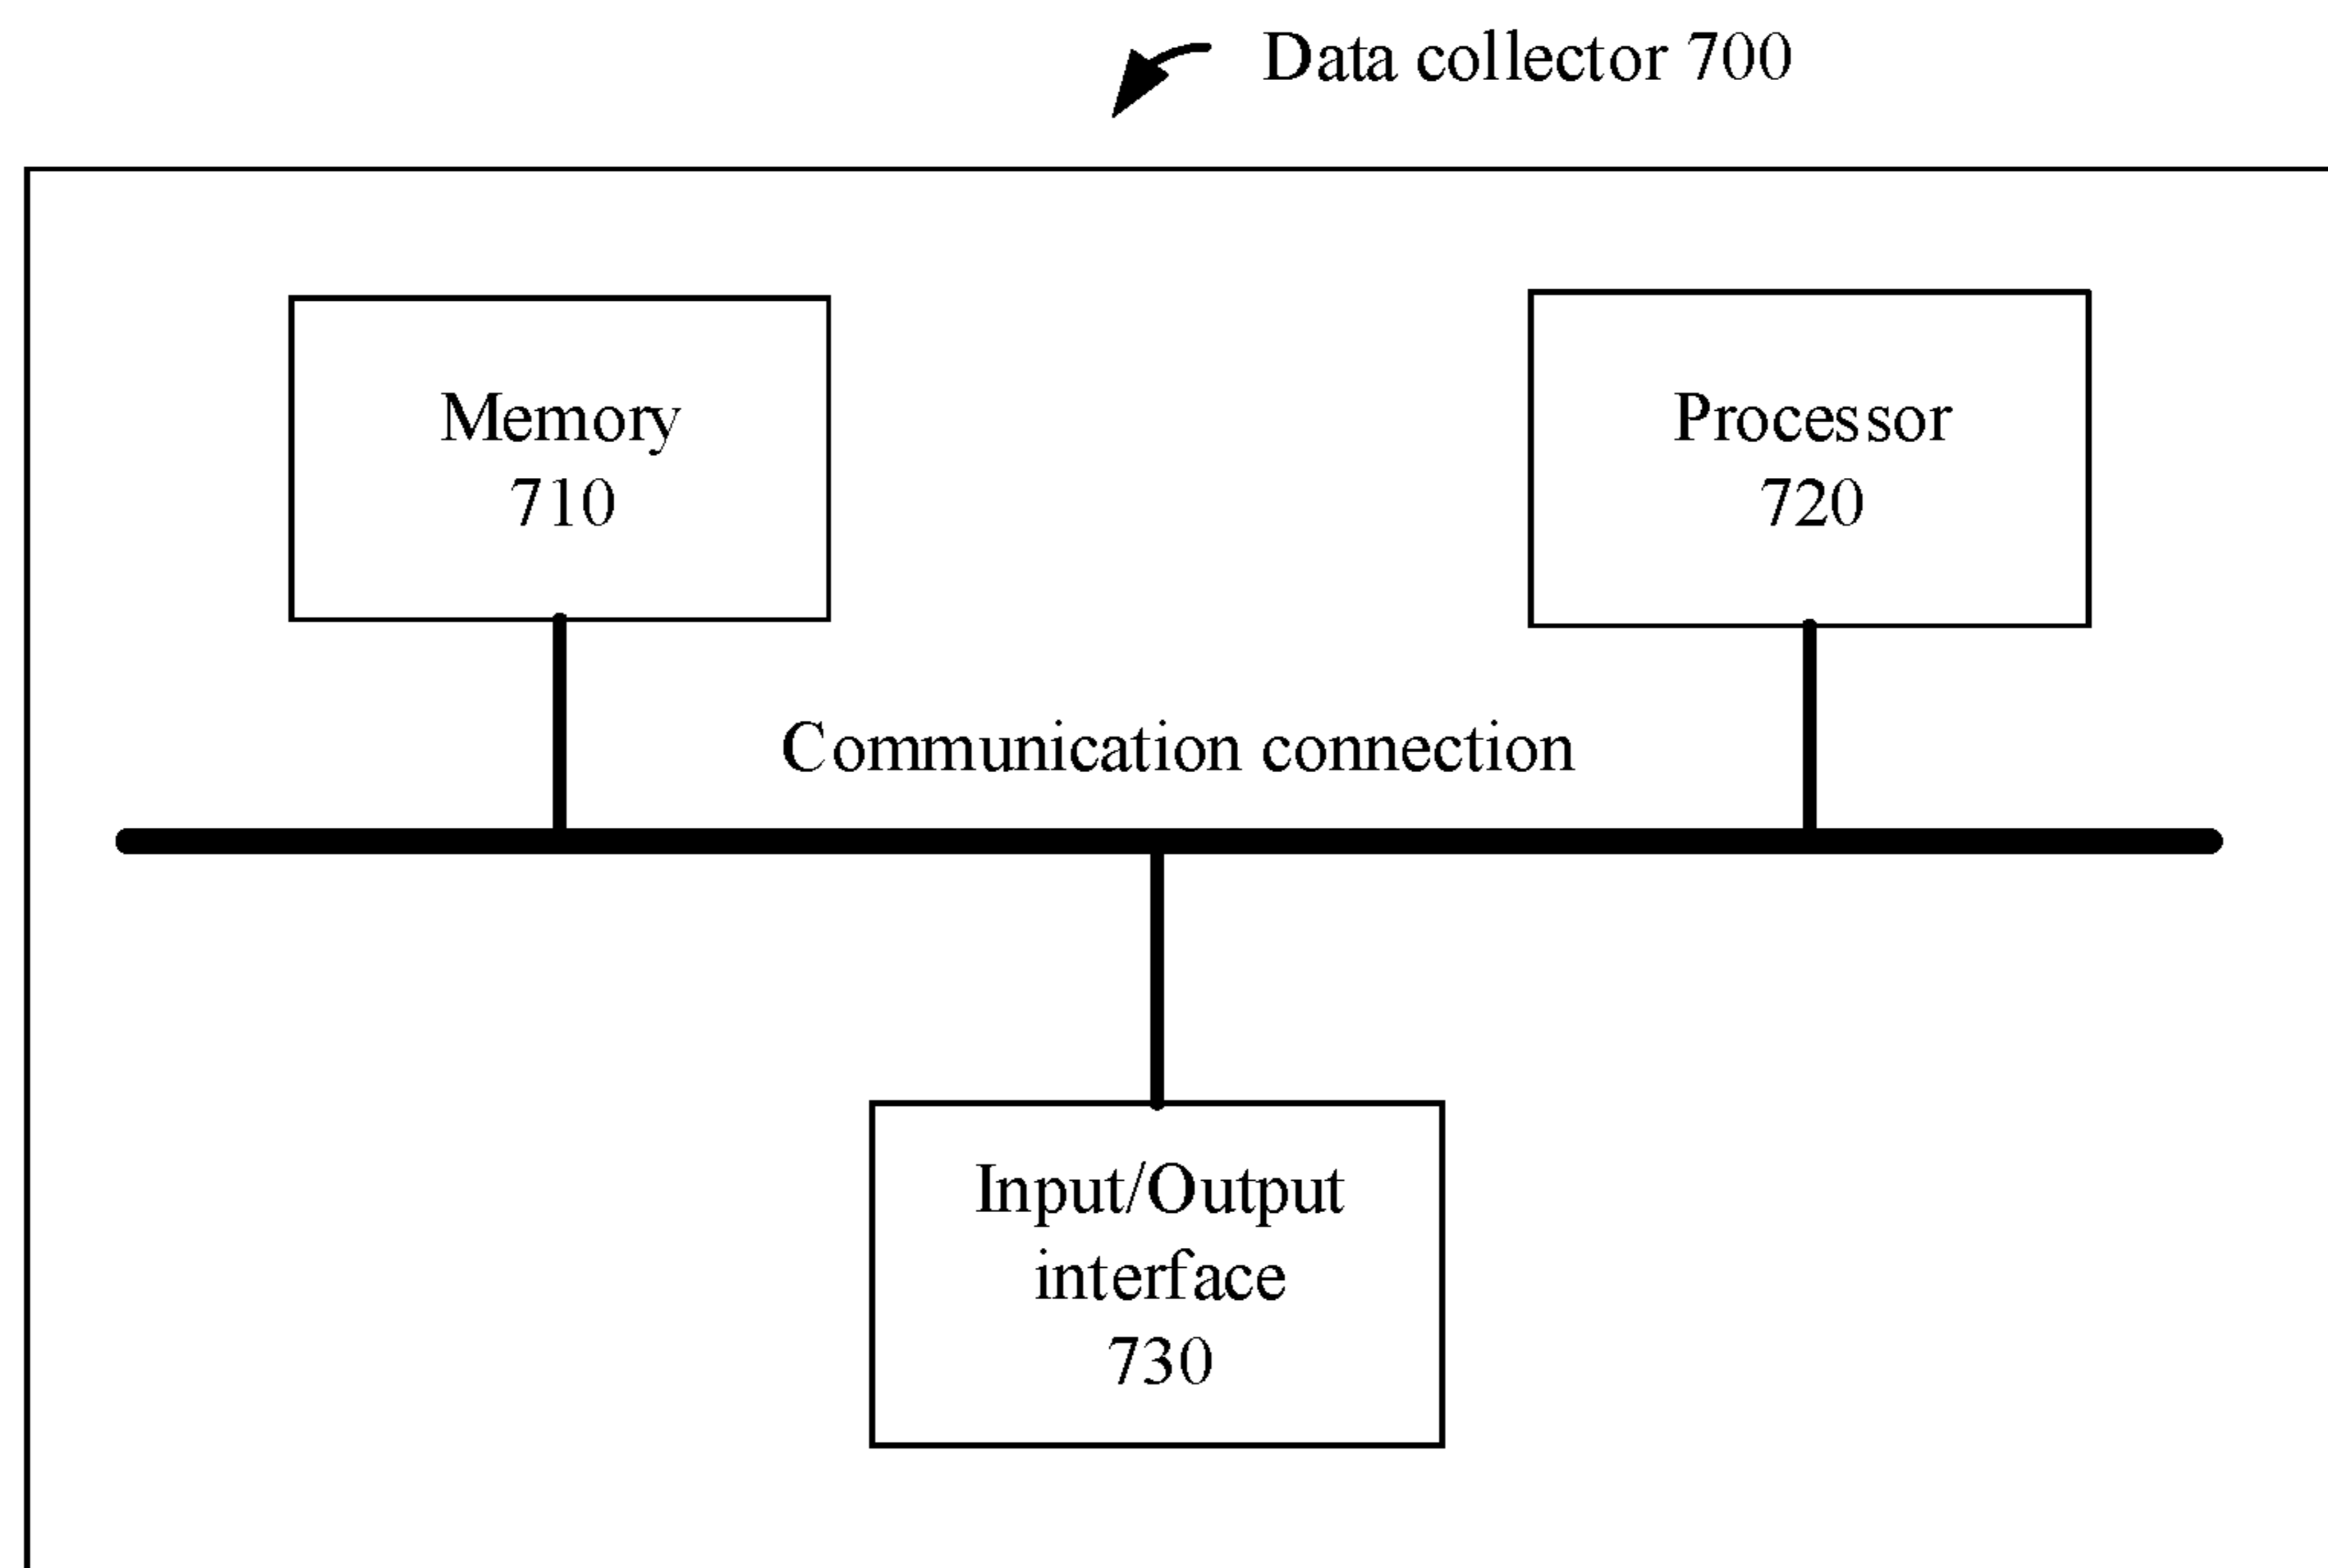 Data collector 700
Memory
710
Processor
720
Communication connection
Input/Output
interface
730